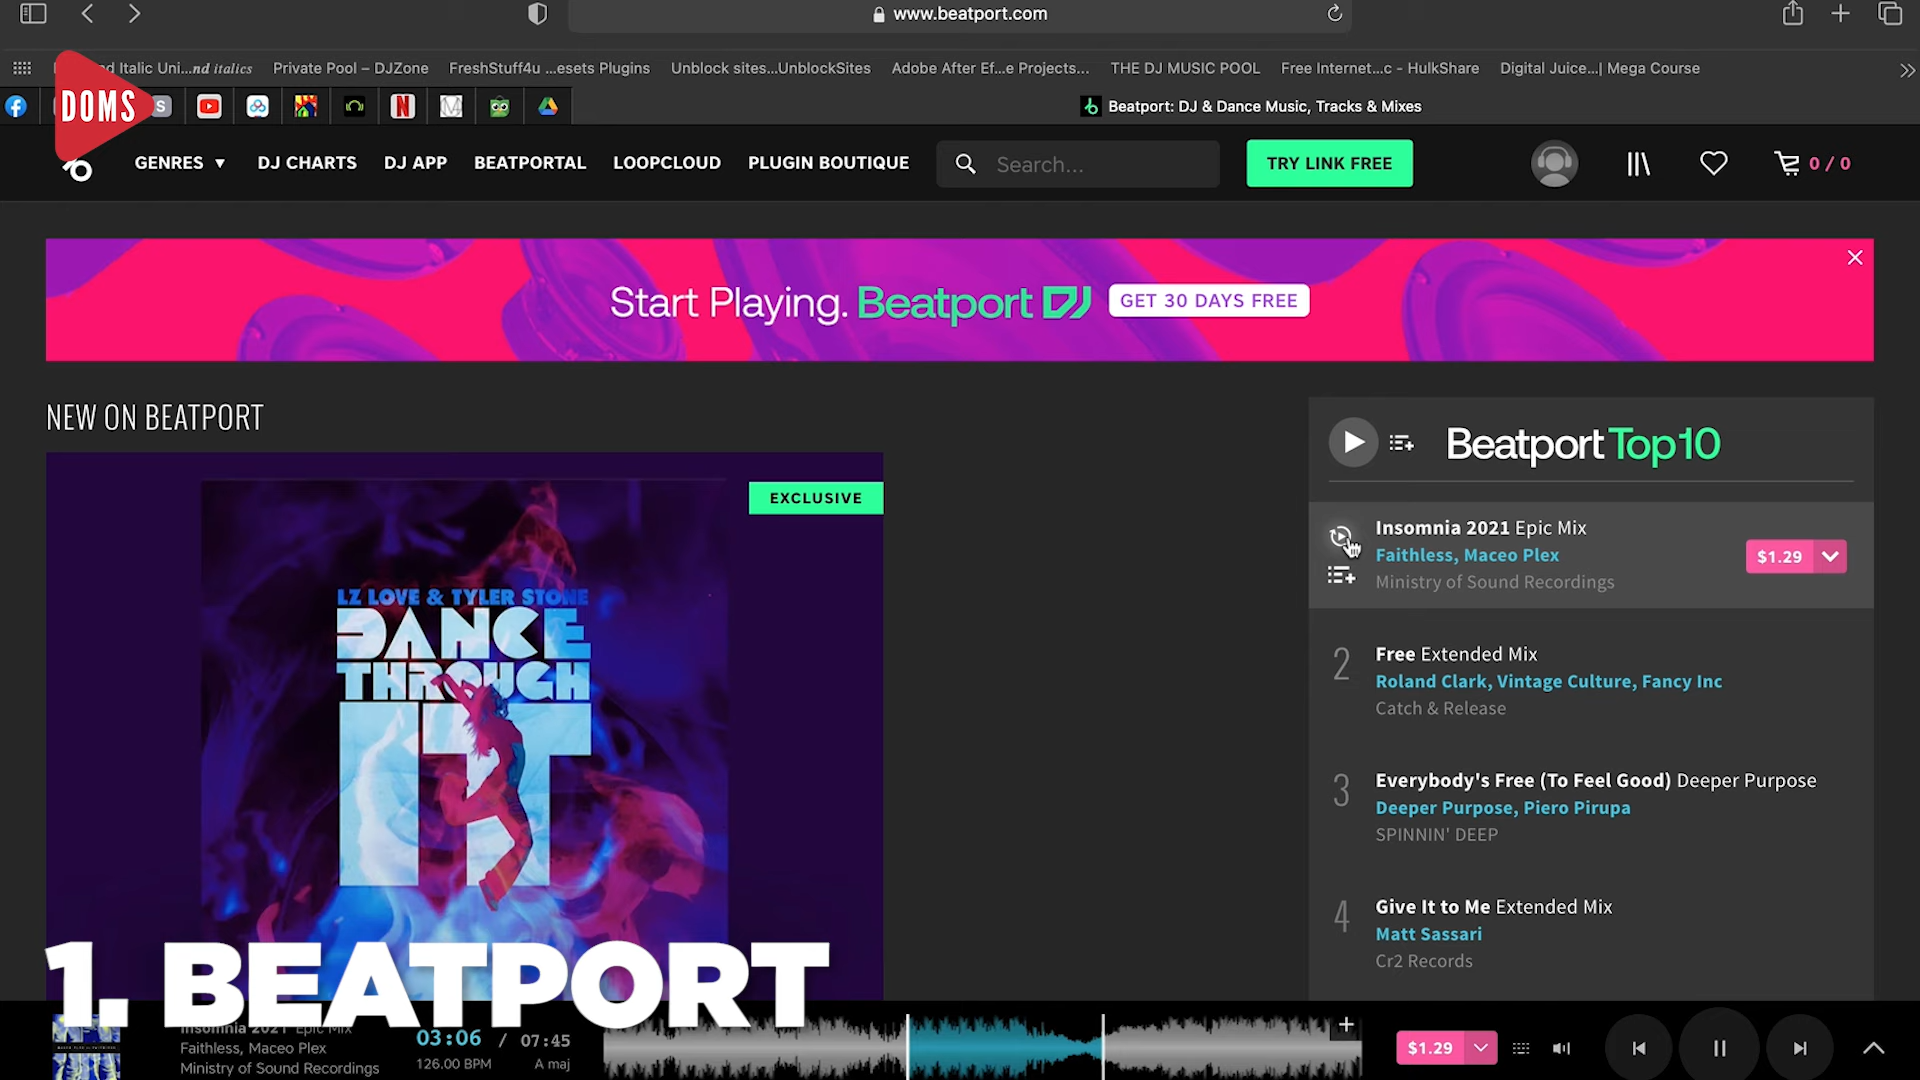 www.beatport.com
nd Italic Uni...nd italics
Private Pool – DJZone
FreshStuff4u ...esets Plugins
Unblock sites...UnblockSites
Adobe After Ef...e Projects...
THE DJ MUSIC POOL
Free Internet...c - HulkShare
Digital Juice...| Mega Course
DOMS
S
Beatport: DJ & Dance Music, Tracks & Mixes
GENRES
DJ CHARTS
DJ APP
BEATPORTAL
LOOPCLOUD
PLUGIN BOUTIQUE
Search...
TRY LINK FREE
0 / 0
Start Playing. Beatport DJ
GET 30 DAYS FREE
NEW ON BEATPORT
EXCLUSIVE
LZ LOVE & TYLER STONE
DANCE
THROUGH
IT
Beatport Top10
Insomnia 2021 Epic Mix
Faithless, Maceo Plex
Ministry of Sound Recordings
$1.29
2
Free Extended Mix
Roland Clark, Vintage Culture, Fancy Inc
Catch & Release
3
Everybody's Free (To Feel Good) Deeper Purpose
Deeper Purpose, Piero Pirupa
SPINNIN' DEEP
4
Give It to Me Extended Mix
Matt Sassari
Cr2 Records
1. BEATPORT
Insomnia 2021 Epic Mix
Faithless, Maceo Plex
Ministry of Sound Recordings
03:06 / 07:45
126.00 BPM
A maj
$1.29